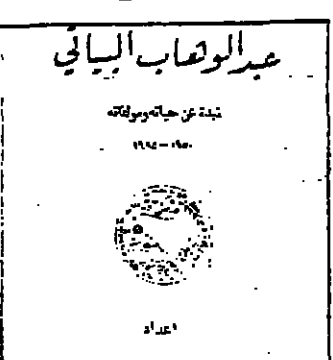 عبد الوهاب البياتي
نبذة عن حياته ومؤلفاته
اعداد